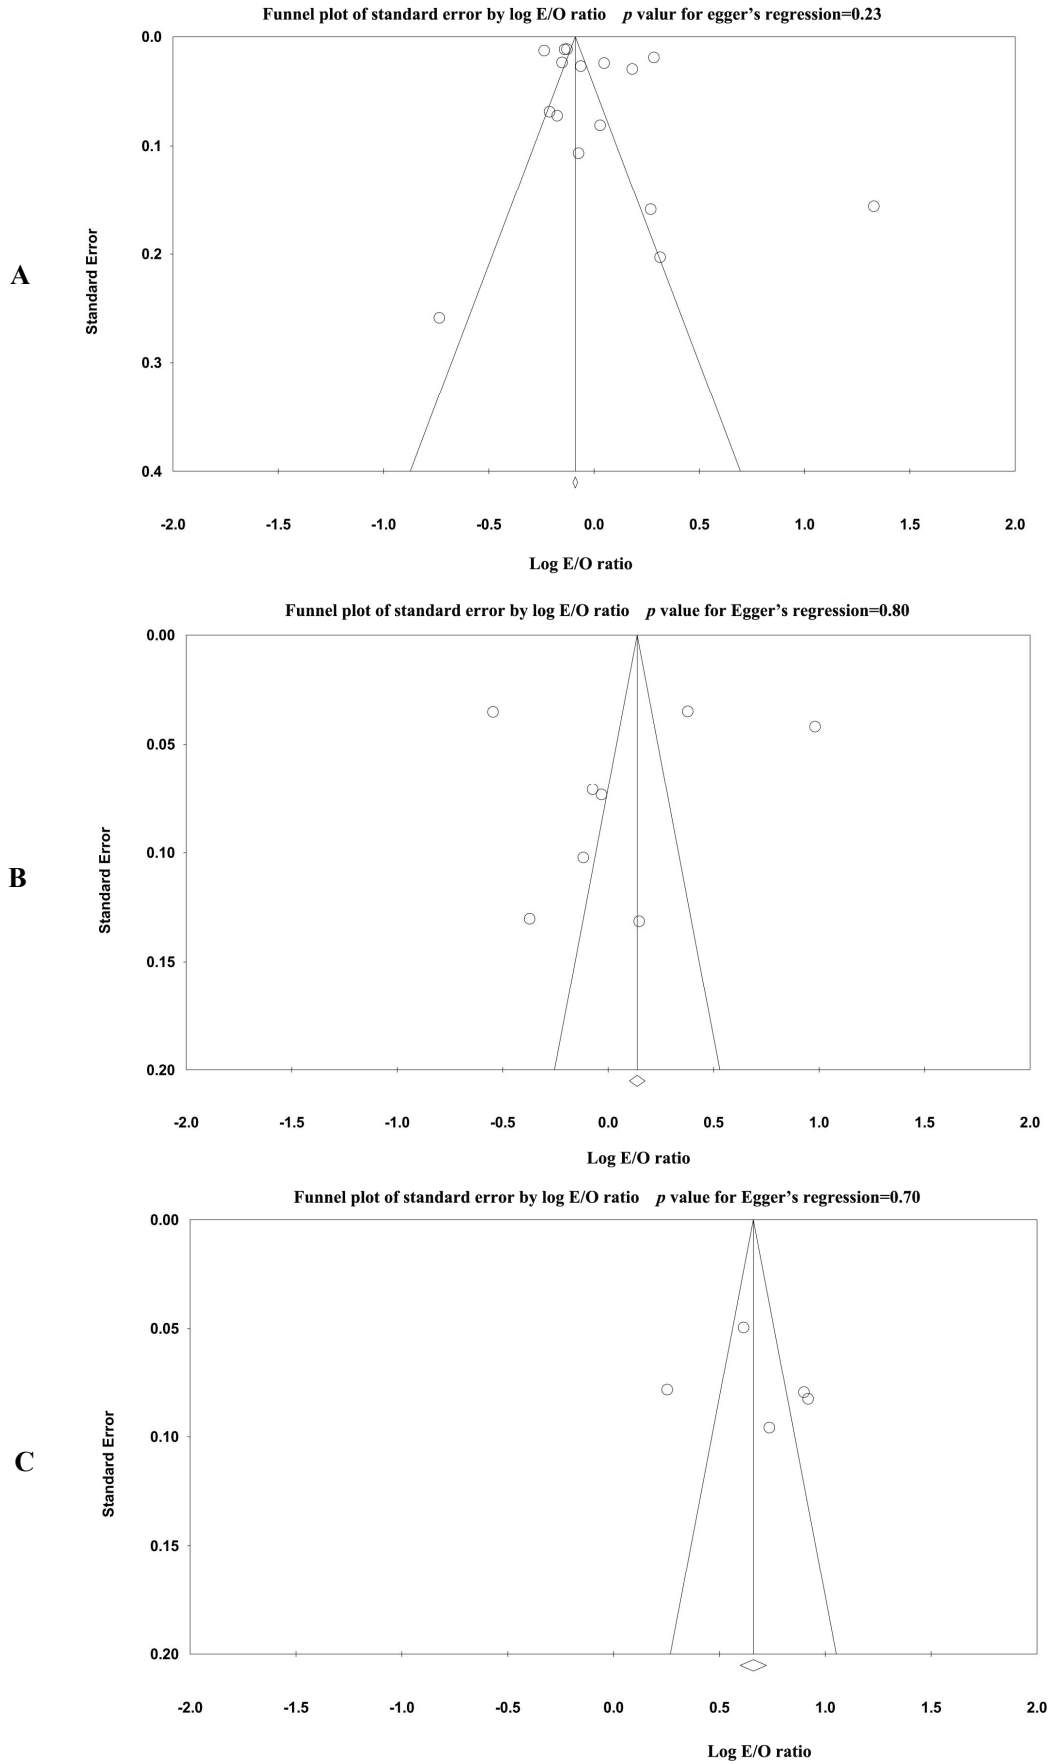 Funnel plot of standard error by log E/O ratio p valur for egger's regression=0.23
0.0
0.1
0.2
0.3
0.4
Standard Error
A
-2.0 -1.5 -1.0 -0.5 0.0 0.5 1.0 1.5 2.0
Log E/O ratio
Funnel plot of standard error by log E/O ratio p value for Egger's regression=0.80
0.00
0.05
0.10
0.15
0.20
Standard Error
B
-2.0 -1.5 -1.0 -0.5 0.0 0.5 1.0 1.5 2.0
Log E/O ratio
Funnel plot of standard error by log E/O ratio p value for Egger's regression=0.70
0.00
0.05
0.10
0.15
0.20
Standard Error
C
-2.0 -1.5 -1.0 -0.5 0.0 0.5 1.0 1.5 2.0
Log E/O ratio